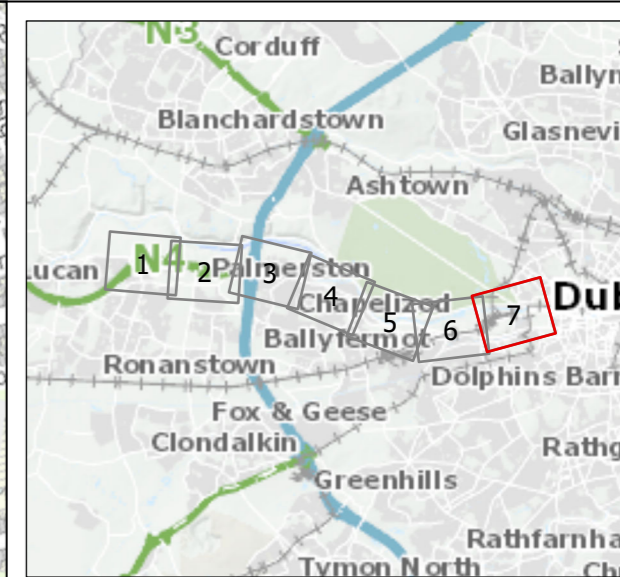 N3
Corduff
Ballyn
Blanchardstown
Glasnevi
Ashtown
1
N4
2
Palmerston
3
Lucan
4
Chapelizod
7
Dub
5
6
Ballyfermot
Ronanstown
Dolphins Barn
Fox & Geese
Clondalkin
Rathg
Greenhills
Rathfarnha
Tymon North
Ch